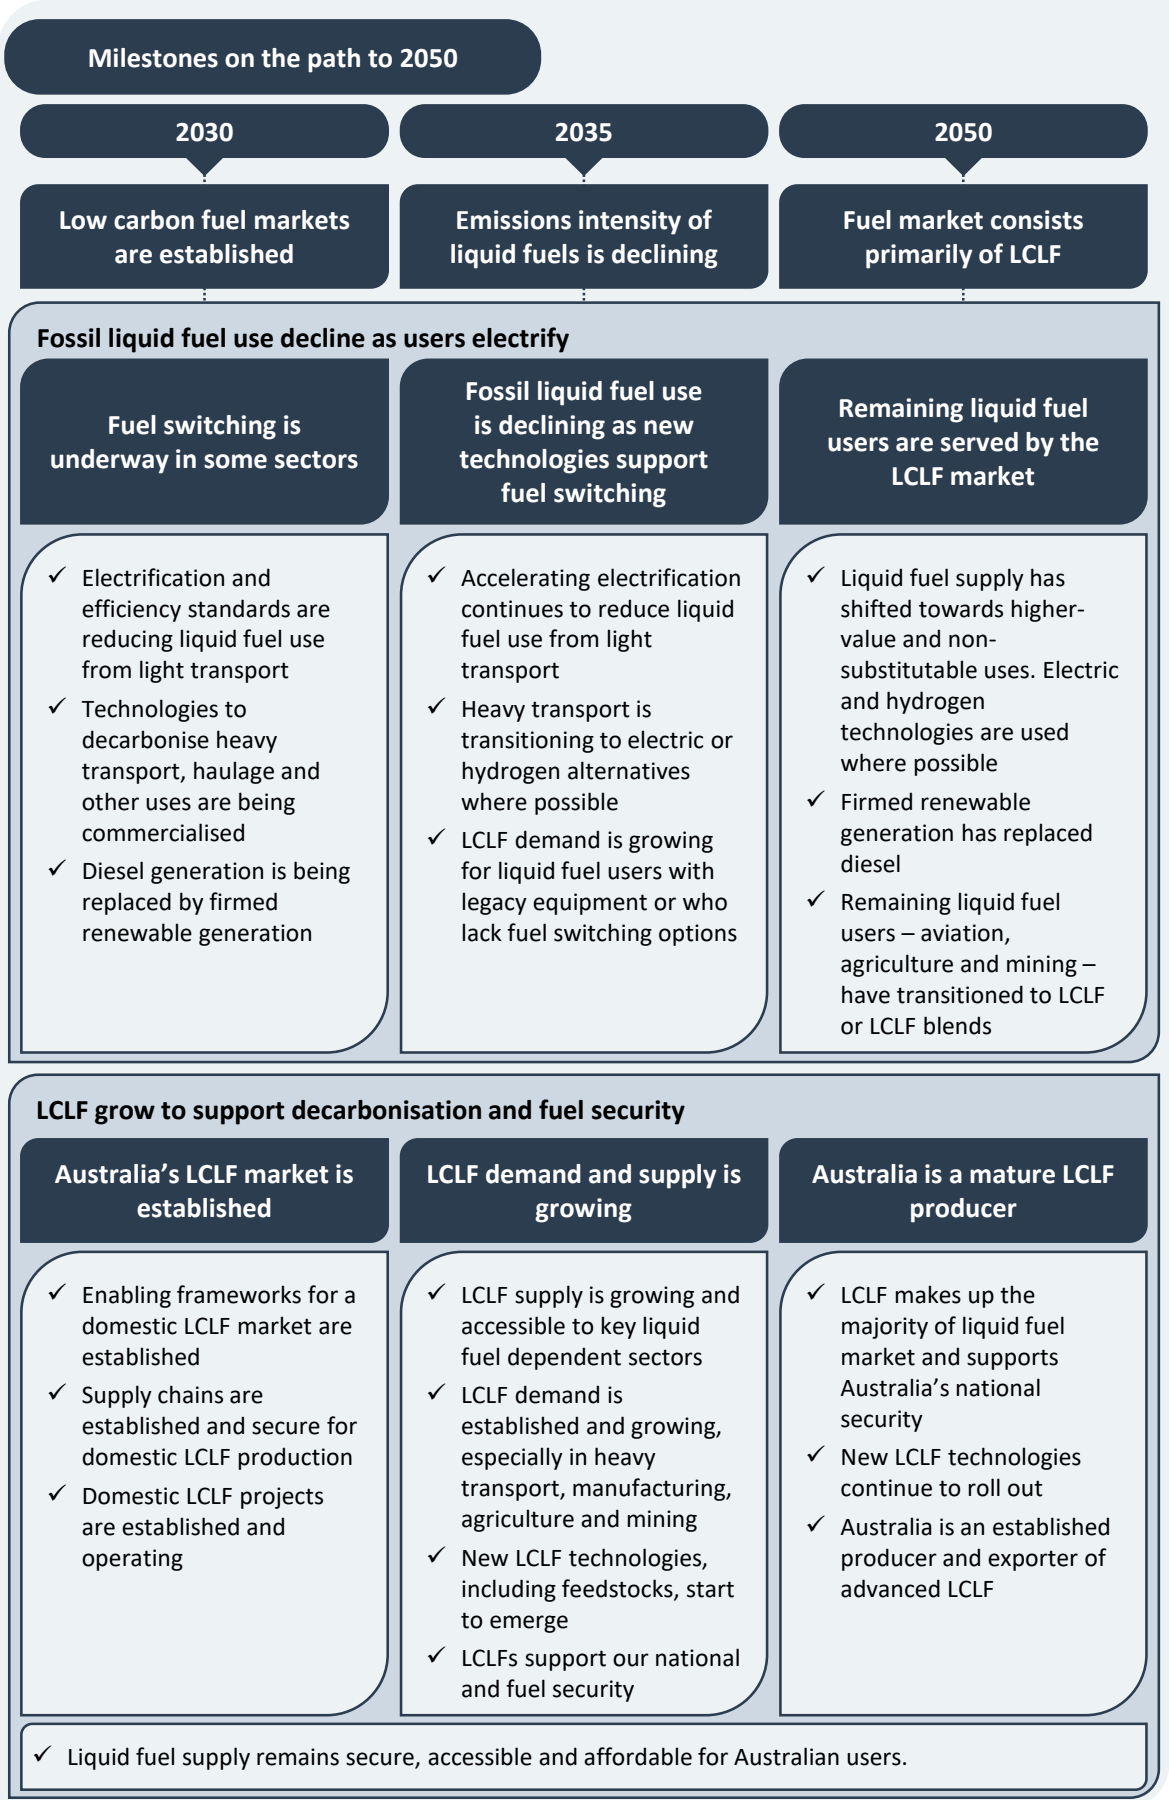 Milestones on the path to 2050
2030
Low carbon fuel markets
are established
2035
Emissions intensity of
liquid fuels is declining
2050
Fuel market consists
primarily of LCLF
Fossil liquid fuel use decline as users electrify
Fuel switching is
underway in some sectors
✓ Electrification and
efficiency standards are
reducing liquid fuel use
from light transport
✓ Technologies to
decarbonise heavy
transport, haulage and
other uses are being
commercialised
✓ Diesel generation is being
replaced by firmed
renewable generation
Fossil liquid fuel use
is declining as new
technologies support
fuel switching
✓ Accelerating electrification
continues to reduce liquid
fuel use from light
transport
✓ Heavy transport is
transitioning to electric or
hydrogen alternatives
where possible
✓ LCLF demand is growing
for liquid fuel users with
legacy equipment or who
lack fuel switching options
Remaining liquid fuel
users are served by the
LCLF market
✓ Liquid fuel supply has
shifted towards higher-
value and non-
substitutable uses. Electric
and hydrogen
technologies are used
where possible
✓ Firmed renewable
generation has replaced
diesel
✓ Remaining liquid fuel
users – aviation,
agriculture and mining –
have transitioned to LCLF
or LCLF blends
LCLF grow to support decarbonisation and fuel security
Australia's LCLF market is
established
✓ Enabling frameworks for a
domestic LCLF market are
established
✓ Supply chains are
established and secure for
domestic LCLF production
✓ Domestic LCLF projects
are established and
operating
LCLF demand and supply is
growing
✓ LCLF supply is growing and
accessible to key liquid
fuel dependent sectors
✓ LCLF demand is
established and growing,
especially in heavy
transport, manufacturing,
agriculture and mining
✓ New LCLF technologies,
including feedstocks, start
to emerge
✓ LCLFs support our national
and fuel security
Australia is a mature LCLF
producer
✓ LCLF makes up the
majority of liquid fuel
market and supports
Australia's national
security
✓ New LCLF technologies
continue to roll out
✓ Australia is an established
producer and exporter of
advanced LCLF
✓ Liquid fuel supply remains secure, accessible and affordable for Australian users.